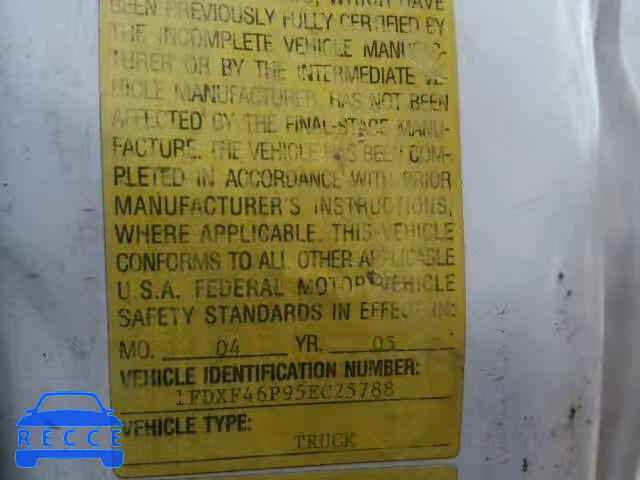 WHICH HAVE
BEEN PREVIOUSLY FULLY CERTIFIED BY
THE INCOMPLETE VEHICLE MANUFAC-
TURER OR BY THE INTERMEDIATE VE-
HICLE MANUFACTURER, HAS NOT BEEN
AFFECTED BY THE FINAL-STAGE MANU-
FACTURE. THE VEHICLE HAS BEEN COM-
PLETED IN ACCORDANCE WITH PRIOR
MANUFACTURER'S INSTRUCTIONS,
WHERE APPLICABLE. THIS VEHICLE
CONFORMS TO ALL OTHER APPLICABLE
U.S.A. FEDERAL MOTOR VEHICLE
SAFETY STANDARDS IN EFFECT IN:
MO. 04 YR. 05
VEHICLE IDENTIFICATION NUMBER:
1FDXF46P95EC25788
VEHICLE TYPE:
TRUCK
RECCE